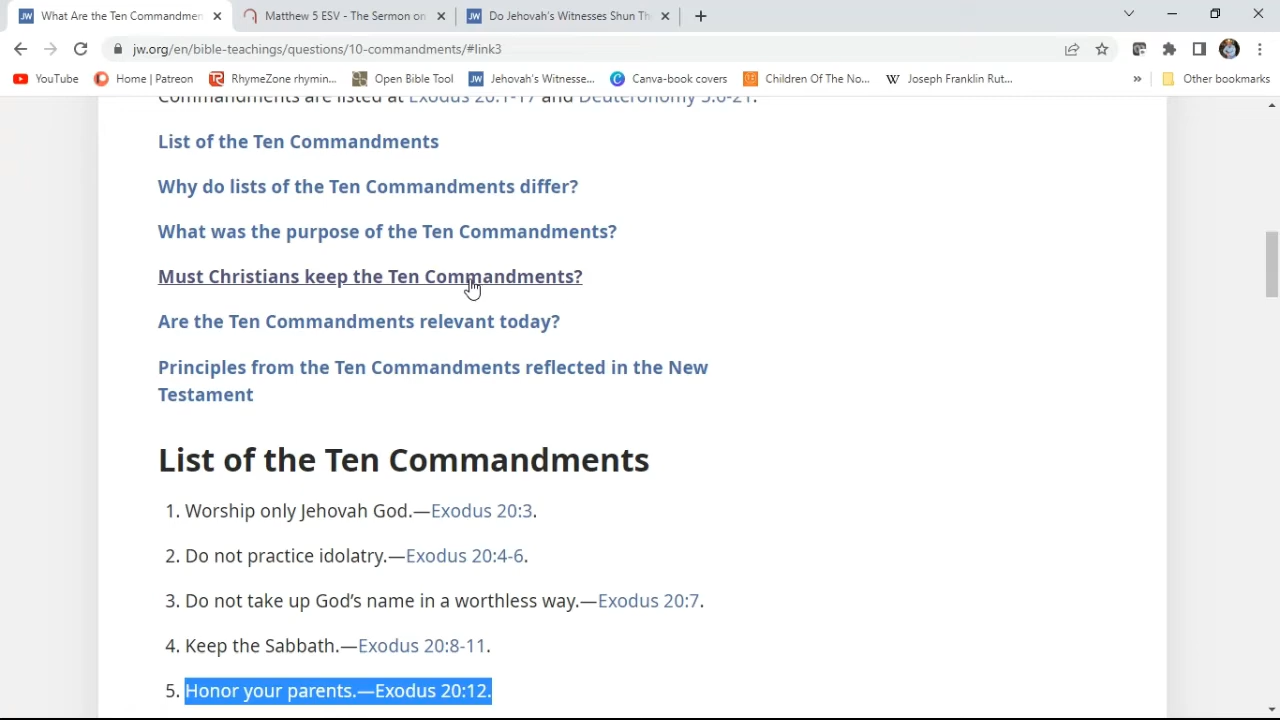 What Are the Ten Commandmen
Matthew 5 ESV - The Sermon on
Do Jehovah's Witnesses Shun Th
jw.org/en/bible-teachings/questions/10-commandments/#link3
YouTube
Home | Patreon
RhymeZone rhymin...
Open Bible Tool
Jehovah's Witnesse...
Canva-book covers
Children Of The No...
Joseph Franklin Rut...
»
Other bookmarks
Commandments are listed at Exodus 20:1-17 and Deuteronomy 5:6-21.
List of the Ten Commandments
Why do lists of the Ten Commandments differ?
What was the purpose of the Ten Commandments?
Must Christians keep the Ten Commandments?
Are the Ten Commandments relevant today?
Principles from the Ten Commandments reflected in the New
Testament
List of the Ten Commandments
1. Worship only Jehovah God.—Exodus 20:3.
2. Do not practice idolatry.—Exodus 20:4-6.
3. Do not take up God's name in a worthless way.—Exodus 20:7.
4. Keep the Sabbath.—Exodus 20:8-11.
5. Honor your parents.—Exodus 20:12.